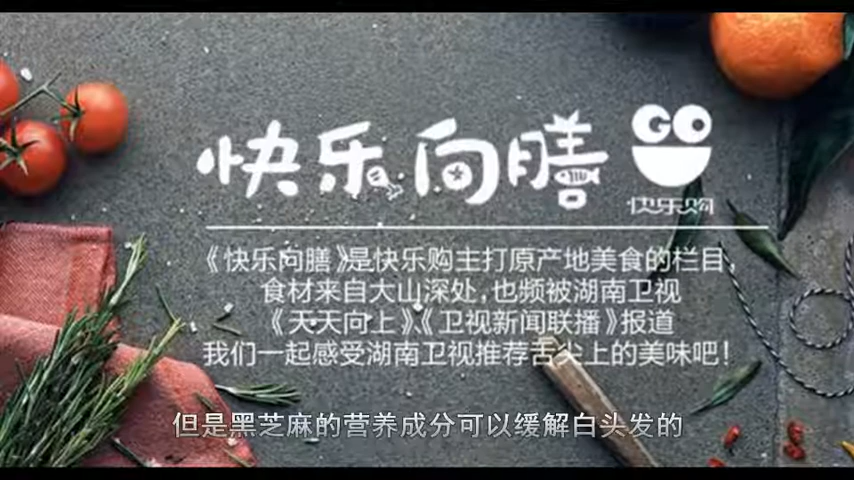 快乐向膳
GO
快乐购
《快乐向膳》是快乐购主打原产地美食的栏目,
食材来自大山深处,也频被湖南卫视
《天天向上》、《卫视新闻联播》报道
我们一起感受湖南卫视推荐舌尖上的美味吧!
但是黑芝麻的营养成分可以缓解白头发的